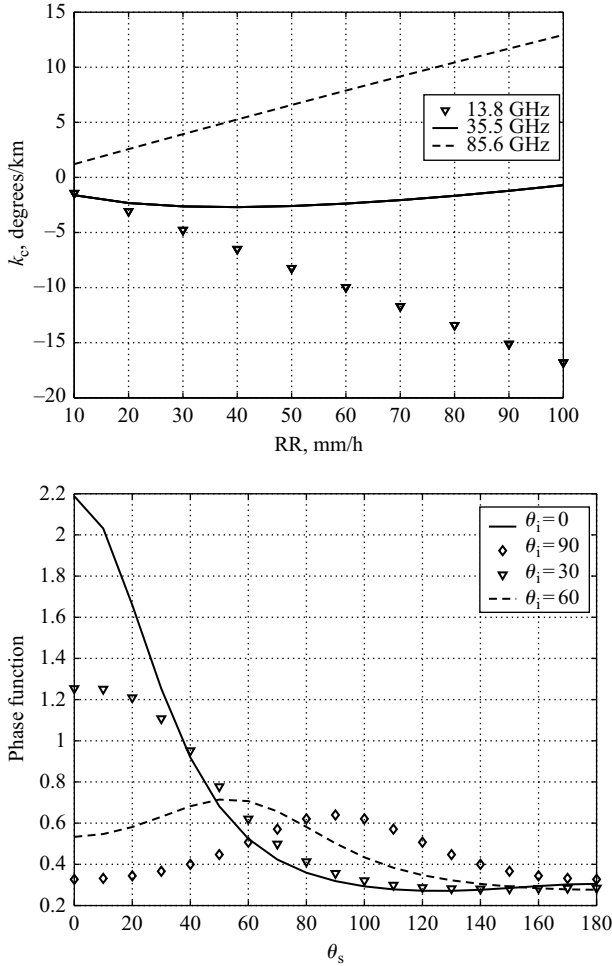 15
10
5
0
−5
−10
−15
−20
k_c, degrees/km
13.8 GHz
35.5 GHz
85.6 GHz
10 20 30 40 50 60 70 80 90 100
RR, mm/h
2.2
2
1.8
1.6
1.4
1.2
1
0.8
0.6
0.4
0.2
Phase function
θ_i=0
θ_i=90
θ_i=30
θ_i=60
0 20 40 60 80 100 120 140 160 180
θ_s